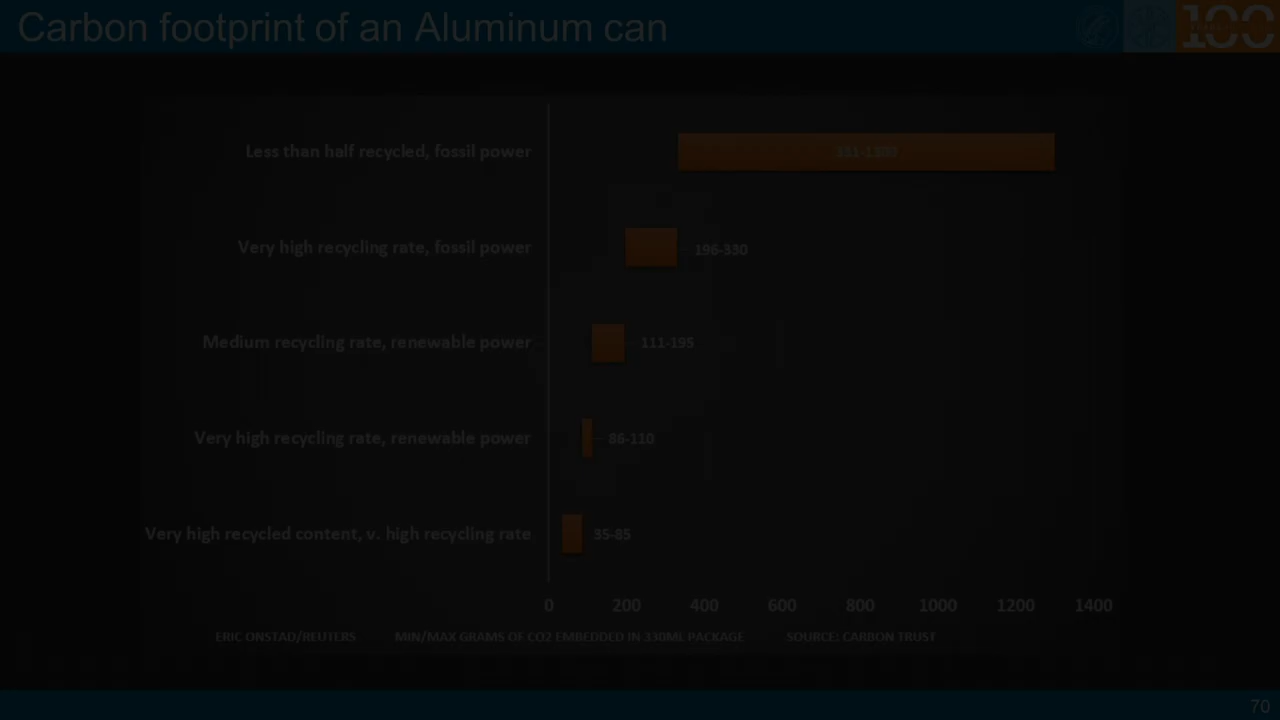 Carbon footprint of an Aluminum can
100
Less than half recycled, fossil power
331-1300
Very high recycling rate, fossil power
196-330
Medium recycling rate, renewable power
111-195
Very high recycling rate, renewable power
86-110
Very high recycled content, v. high recycling rate
35-85
0 200 400 600 800 1000 1200 1400
ERIC ONSTAD/REUTERS MIN/MAX GRAMS OF CO2 EMBEDDED IN 330ML PACKAGE SOURCE: CARBON TRUST
70